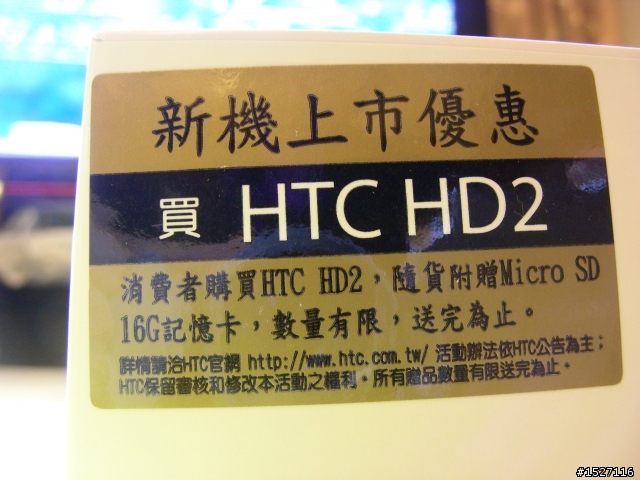 新機上市優惠
買 HTC HD2
消費者購買HTC HD2，隨貨附贈Micro SD
16G記憶卡，數量有限，送完為止。
詳情請洽HTC官網 http://www.htc.com.tw/ 活動辦法依HTC公告為主；
HTC保留審核和修改本活動之權利。所有贈品數量有限送完為止。
#1527116